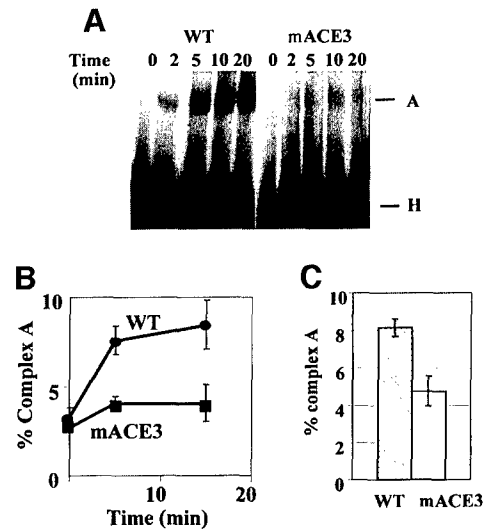 A
WT mACE3
Time (min) 0 2 5 10 20 0 2 5 10 20
A
H
B
10
5
0
% Complex A
WT
mACE3
10 20
Time (min)
C
10
8
6
4
2
0
% complex A
WT mACE3